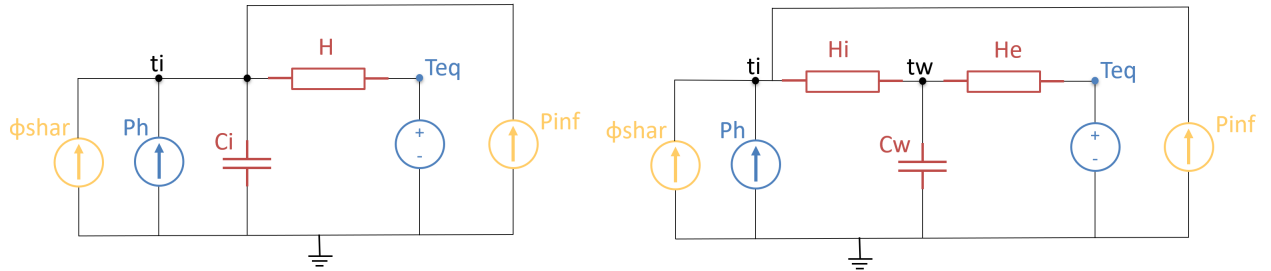 H
ti
Teq
ϕshar
Ph
Ci
+
-
Pinf
Hi
He
ti
tw
Teq
ϕshar
Ph
Cw
+
-
Pinf